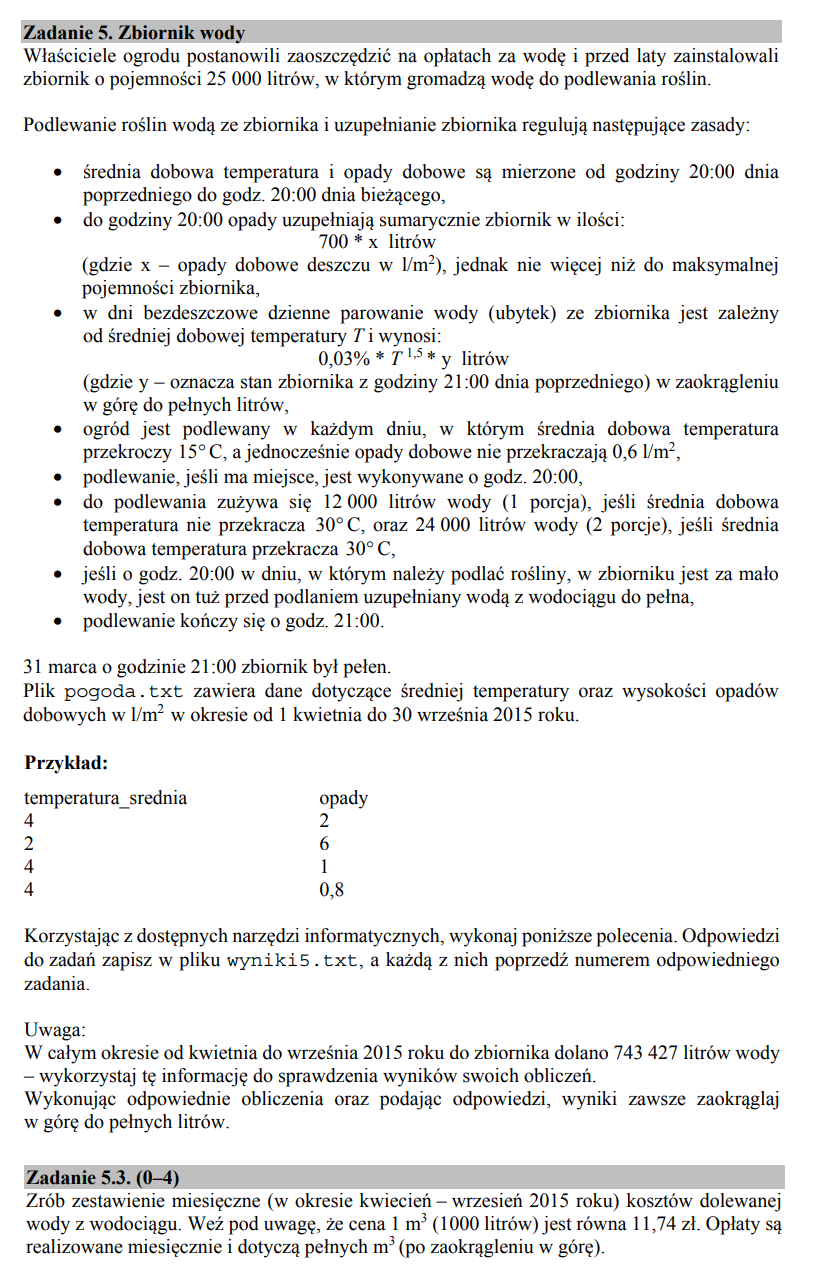 Zadanie 5. Zbiornik wody
Właściciele ogrodu postanowili zaoszczędzić na opłatach za wodę i przed laty zainstalowali
zbiornik o pojemności 25 000 litrów, w którym gromadzą wodę do podlewania roślin.
Podlewanie roślin wodą ze zbiornika i uzupełnianie zbiornika regulują następujące zasady:
• średnia dobowa temperatura i opady dobowe są mierzone od godziny 20:00 dnia
poprzedniego do godz. 20:00 dnia bieżącego,
• do godziny 20:00 opady uzupełniają sumarycznie zbiornik w ilości:
700 * x litrów
(gdzie x – opady dobowe deszczu w l/m²), jednak nie więcej niż do maksymalnej
pojemności zbiornika,
• w dni bezdeszczowe dzienne parowanie wody (ubytek) ze zbiornika jest zależny
od średniej dobowej temperatury T i wynosi:
0,03% * T ¹,⁵ * y litrów
(gdzie y – oznacza stan zbiornika z godziny 21:00 dnia poprzedniego) w zaokrągleniu
w górę do pełnych litrów,
• ogród jest podlewany w każdym dniu, w którym średnia dobowa temperatura
przekroczy 15° C, a jednocześnie opady dobowe nie przekraczają 0,6 l/m²,
• podlewanie, jeśli ma miejsce, jest wykonywane o godz. 20:00,
• do podlewania zużywa się 12 000 litrów wody (1 porcja), jeśli średnia dobowa
temperatura nie przekracza 30° C, oraz 24 000 litrów wody (2 porcje), jeśli średnia
dobowa temperatura przekracza 30° C,
• jeśli o godz. 20:00 w dniu, w którym należy podlać rośliny, w zbiorniku jest za mało
wody, jest on tuż przed podlaniem uzupełniany wodą z wodociągu do pełna,
• podlewanie kończy się o godz. 21:00.
31 marca o godzinie 21:00 zbiornik był pełen.
Plik pogoda.txt zawiera dane dotyczące średniej temperatury oraz wysokości opadów
dobowych w l/m² w okresie od 1 kwietnia do 30 września 2015 roku.
Przykład:
temperatura_srednia opady
4 2
2 6
4 1
4 0,8
Korzystając z dostępnych narzędzi informatycznych, wykonaj poniższe polecenia. Odpowiedzi
do zadań zapisz w pliku wyniki5.txt, a każdą z nich poprzedź numerem odpowiedniego
zadania.
Uwaga:
W całym okresie od kwietnia do września 2015 roku do zbiornika dolano 743 427 litrów wody
– wykorzystaj tę informację do sprawdzenia wyników swoich obliczeń.
Wykonując odpowiednie obliczenia oraz podając odpowiedzi, wyniki zawsze zaokrąglaj
w górę do pełnych litrów.
Zadanie 5.3. (0–4)
Zrób zestawienie miesięczne (w okresie kwiecień – wrzesień 2015 roku) kosztów dolewanej
wody z wodociągu. Weź pod uwagę, że cena 1 m³ (1000 litrów) jest równa 11,74 zł. Opłaty są
realizowane miesięcznie i dotyczą pełnych m³ (po zaokrągleniu w górę).